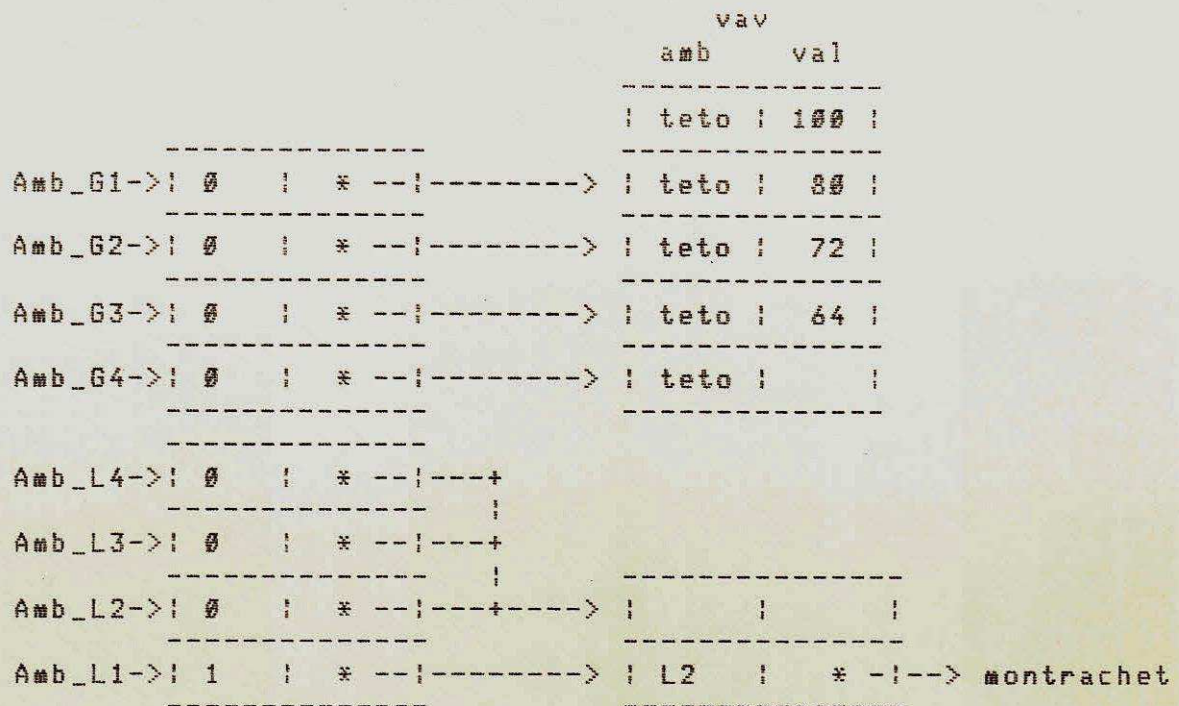 vav
amb val
--------------
¦ teto ¦ 100 ¦
-------------- --------------
Amb_G1->¦ 0 ¦ * --¦--------> ¦ teto ¦ 80 ¦
-------------- --------------
Amb_G2->¦ 0 ¦ * --¦--------> ¦ teto ¦ 72 ¦
-------------- --------------
Amb_G3->¦ 0 ¦ * --¦--------> ¦ teto ¦ 64 ¦
-------------- --------------
Amb_G4->¦ 0 ¦ * --¦--------> ¦ teto ¦ ¦
-------------- --------------
--------------
Amb_L4->¦ 0 ¦ * --¦---+
-------------- ¦
Amb_L3->¦ 0 ¦ * --¦---+
-------------- ¦ ---------------
Amb_L2->¦ 0 ¦ * --¦---+----> ¦ ¦ ¦
-------------- ---------------
Amb_L1->¦ 1 ¦ * --¦--------> ¦ L2 ¦ * -¦--> montrachet
-------------- ---------------